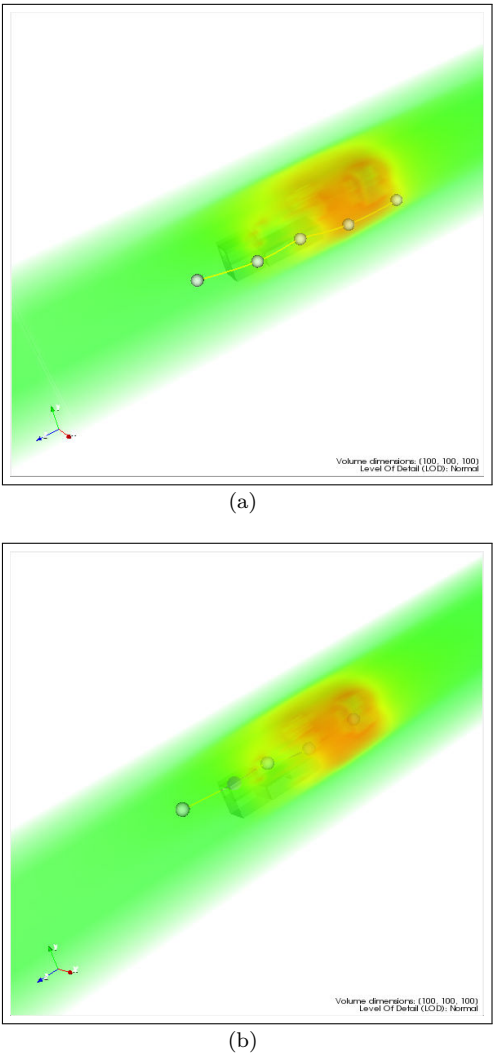 Volume dimensions: (100, 100, 100)
Level Of Detail (LOD): Normal
(a)
Volume dimensions: (100, 100, 100)
Level Of Detail (LOD): Normal
(b)